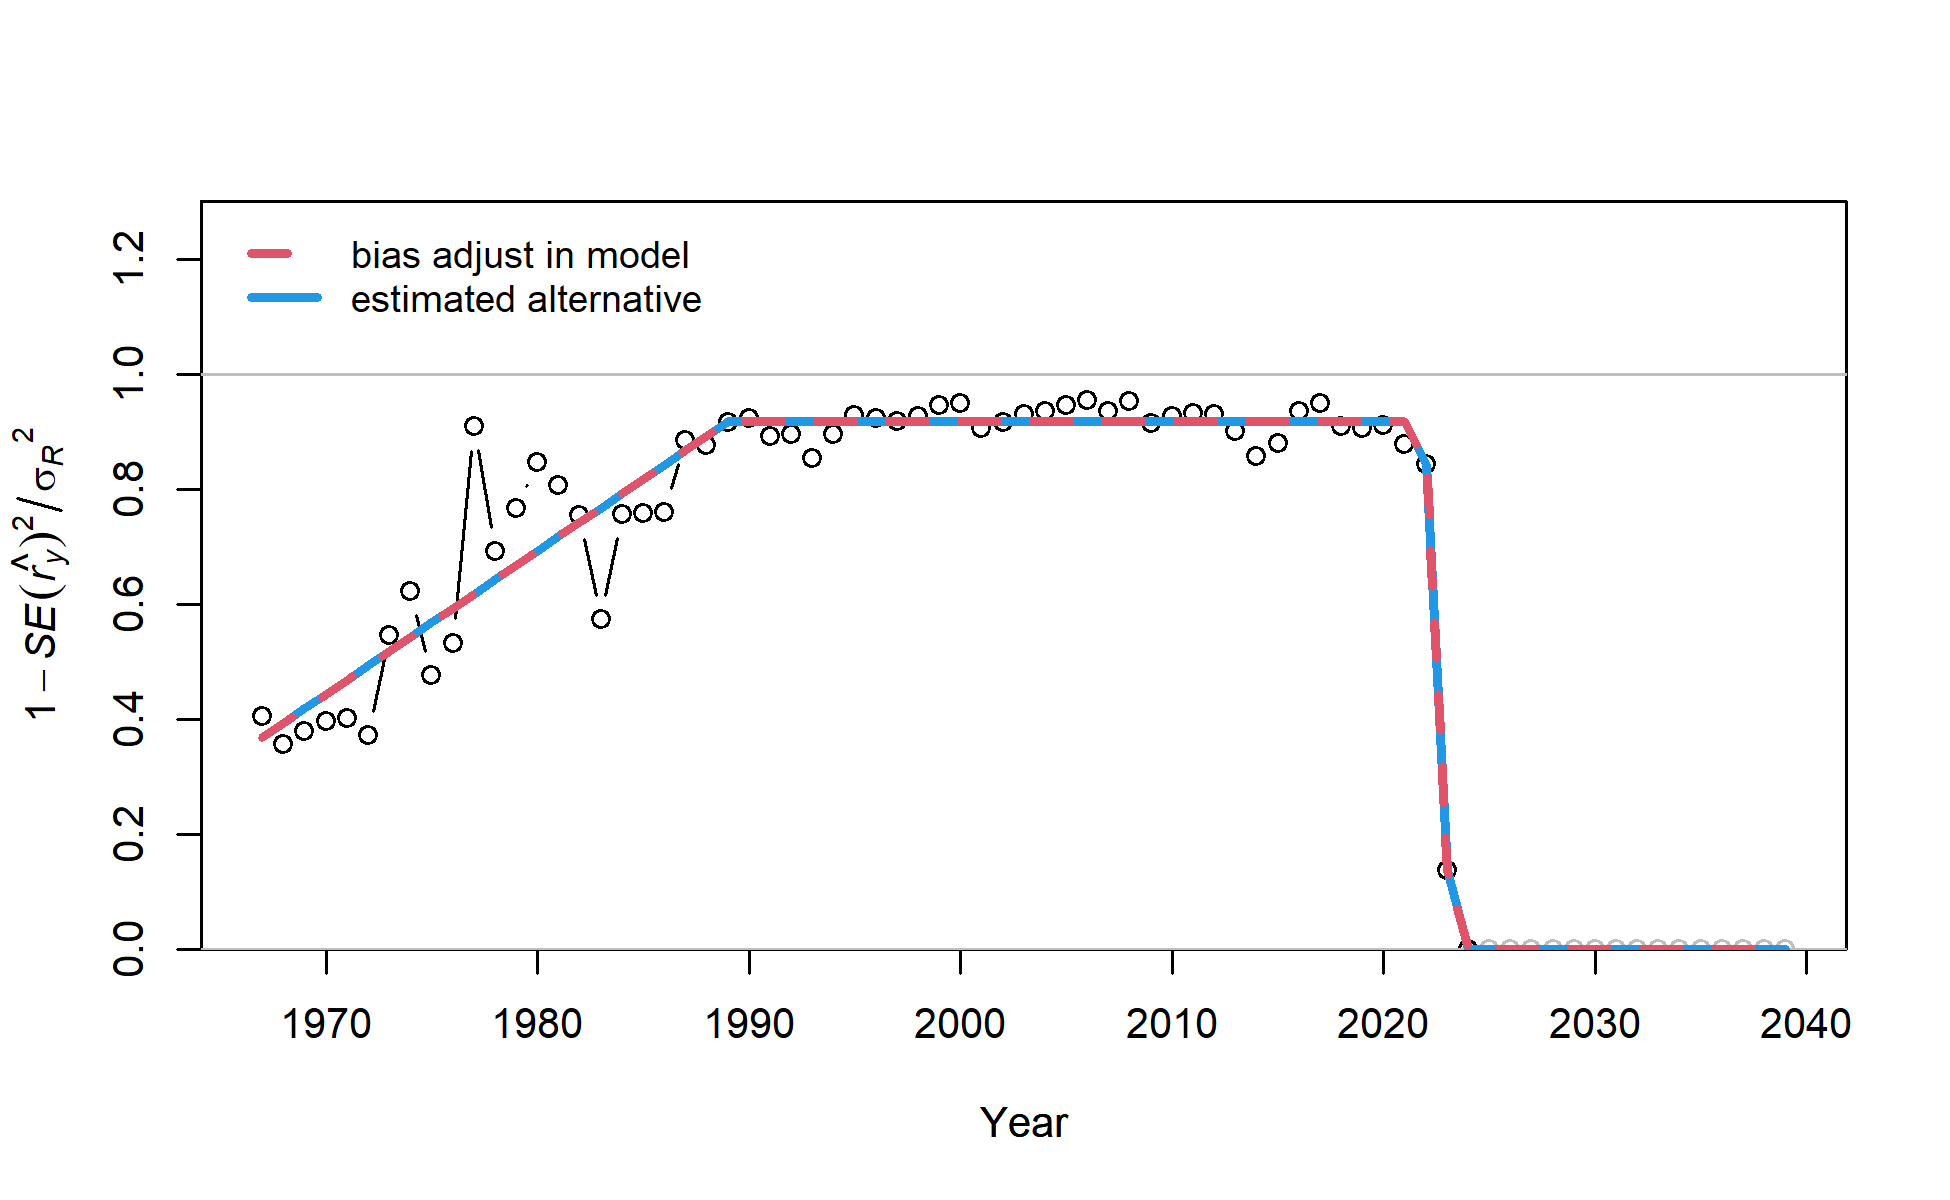 bias adjust in model
estimated alternative
1 − SE(r̂y)² / σR²
1.2
1.0
0.8
0.6
0.4
0.2
0.0
1970 1980 1990 2000 2010 2020 2030 2040
Year